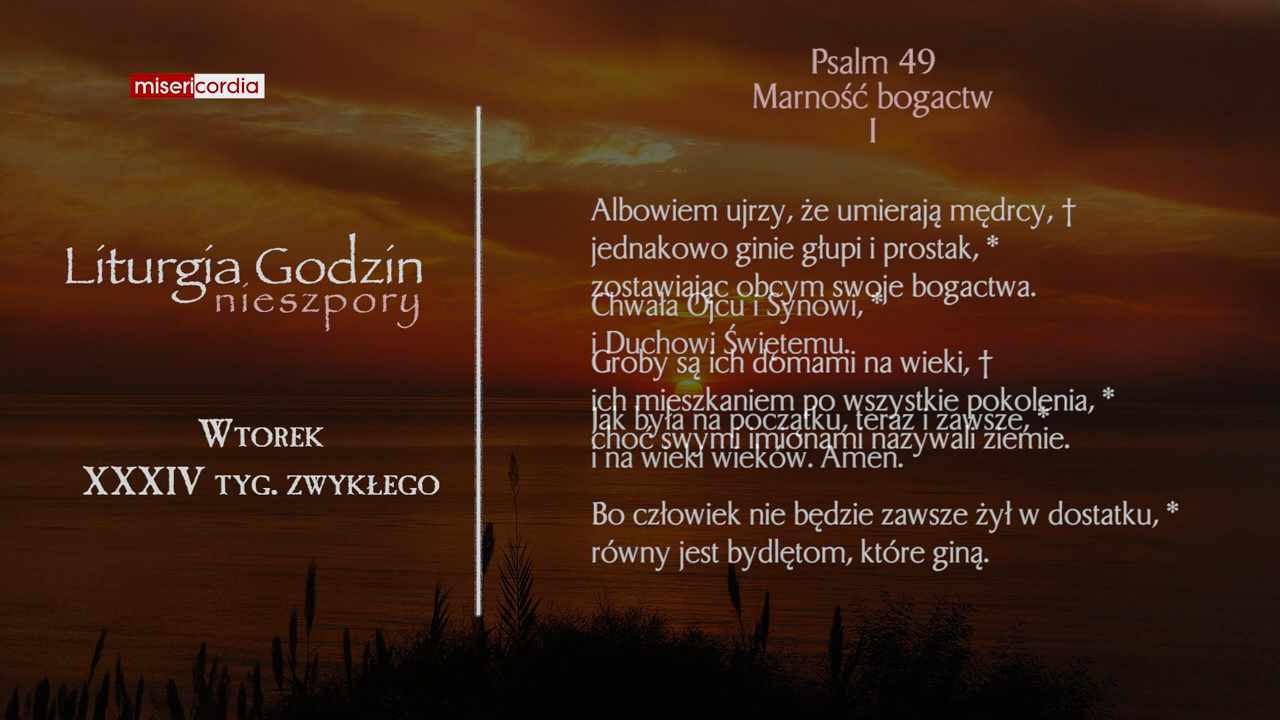 misericordia
Liturgia Godzin
nieszpory
Wtorek
XXXIV tyg. zwykłego
Psalm 49
Marność bogactw
I
Albowiem ujrzy, że umierają mędrcy, †
jednakowo ginie głupi i prostak, *
zostawiając obcym swoje bogactwa.
Chwała Ojcu i Synowi, *
i Duchowi Świętemu.
Groby są ich domami na wieki, †
ich mieszkaniem po wszystkie pokolenia, *
Jak była na początku, teraz i zawsze, *
choć swymi imionami nazywali ziemie.
i na wieki wieków. Amen.
Bo człowiek nie będzie zawsze żył w dostatku, *
równy jest bydlętom, które giną.